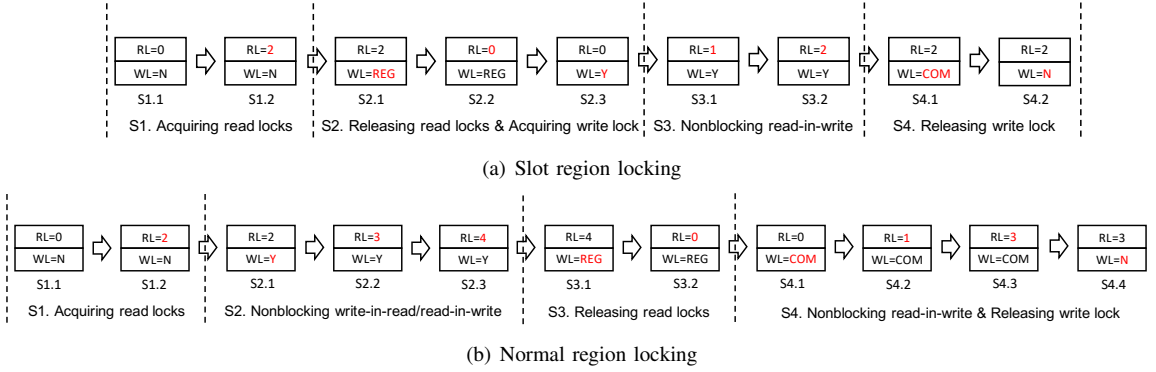 RL=0 RL=2 RL=2 RL=0 RL=0 RL=1 RL=2 RL=2 RL=2
WL=N WL=N WL=REG WL=REG WL=Y WL=Y WL=Y WL=COM WL=N
S1.1 S1.2 S2.1 S2.2 S2.3 S3.1 S3.2 S4.1 S4.2
S1. Acquiring read locks S2. Releasing read locks & Acquiring write lock S3. Nonblocking read-in-write S4. Releasing write lock
(a) Slot region locking
RL=0 RL=2 RL=2 RL=3 RL=4 RL=4 RL=0 RL=0 RL=1 RL=3 RL=3
WL=N WL=N WL=Y WL=Y WL=Y WL=REG WL=REG WL=COM WL=COM WL=COM WL=N
S1.1 S1.2 S2.1 S2.2 S2.3 S3.1 S3.2 S4.1 S4.2 S4.3 S4.4
S1. Acquiring read locks S2. Nonblocking write-in-read/read-in-write S3. Releasing read locks S4. Nonblocking read-in-write & Releasing write lock
(b) Normal region locking